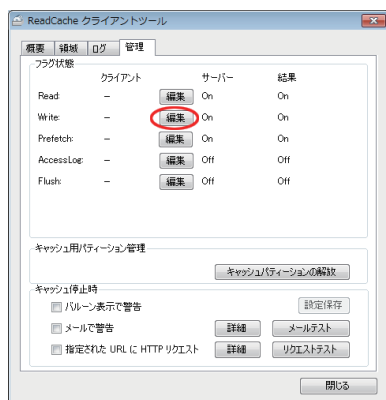 ReadCache クライアントツール
概要 領域 ログ 管理
フラグ状態
クライアント サーバー 結果
Read: － 編集 On On
Write: － 編集 On On
Prefetch: － 編集 On On
AccessLog: － 編集 Off Off
Flush: － 編集 Off Off
キャッシュ用パティーション管理
キャッシュパティーションの解放
キャッシュ停止時
バルーン表示で警告 設定保存
メールで警告 詳細 メールテスト
指定された URL に HTTP リクエスト 詳細 リクエストテスト
閉じる